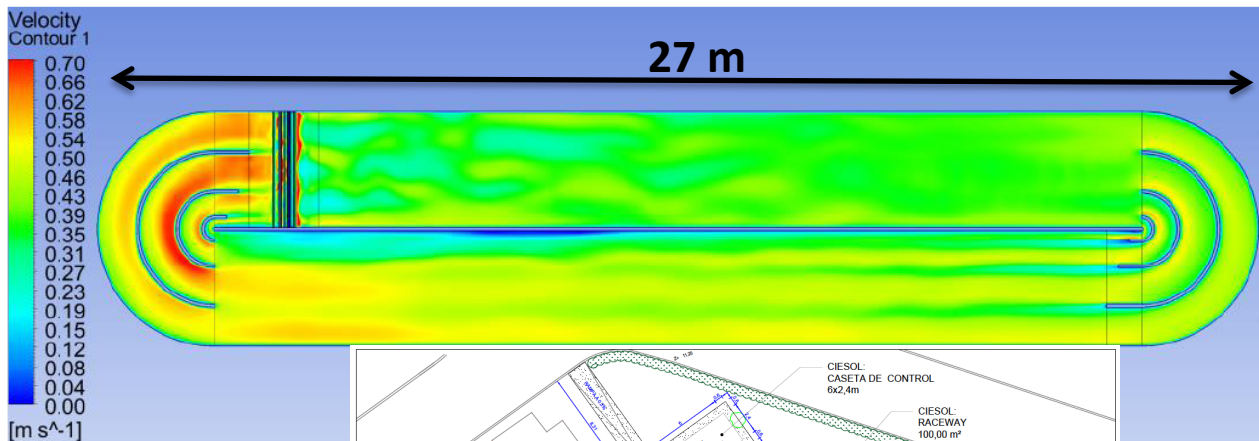 Velocity
Contour 1
0.70
0.66
0.62
0.58
0.54
0.50
0.46
0.43
0.39
0.35
0.31
0.27
0.23
0.19
0.15
0.12
0.08
0.04
0.00
[m s^-1]
27 m
CIESOL:
CASETA DE CONTROL
6x2,4m
CIESOL:
RACEWAY
100,00 m²